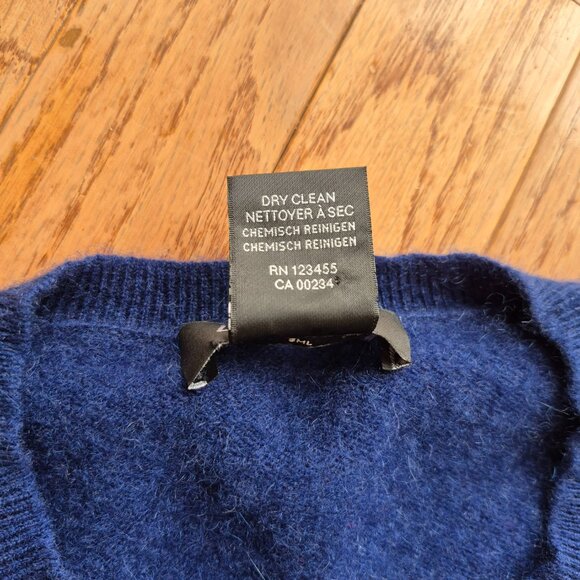 DRY CLEAN
NETTOYER À SEC
CHEMISCH REINIGEN
CHEMISCH REINIGEN
RN 123455
CA 00234